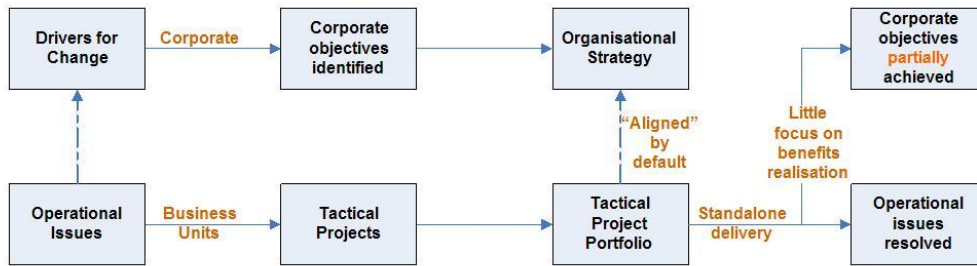 Drivers for
Change
Corporate
Corporate
objectives
identified
Organisational
Strategy
Corporate
objectives
partially
achieved
“Aligned”
by
default
Little
focus on
benefits
realisation
Operational
Issues
Business
Units
Tactical
Projects
Tactical
Project
Portfolio
Standalone
delivery
Operational
issues
resolved